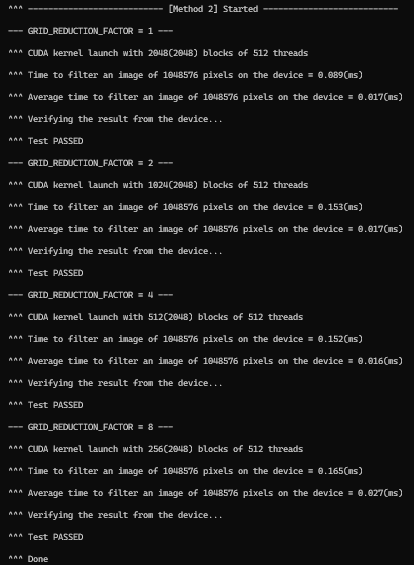 ^^^ --------------------------- [Method 2] Started ---------------------------
--- GRID_REDUCTION_FACTOR = 1 ---
^^^ CUDA kernel launch with 2048(2048) blocks of 512 threads
^^^ Time to filter an image of 1048576 pixels on the device = 0.089(ms)
^^^ Average time to filter an image of 1048576 pixels on the device = 0.017(ms)
^^^ Verifying the result from the device...
^^^ Test PASSED
--- GRID_REDUCTION_FACTOR = 2 ---
^^^ CUDA kernel launch with 1024(2048) blocks of 512 threads
^^^ Time to filter an image of 1048576 pixels on the device = 0.153(ms)
^^^ Average time to filter an image of 1048576 pixels on the device = 0.017(ms)
^^^ Verifying the result from the device...
^^^ Test PASSED
--- GRID_REDUCTION_FACTOR = 4 ---
^^^ CUDA kernel launch with 512(2048) blocks of 512 threads
^^^ Time to filter an image of 1048576 pixels on the device = 0.152(ms)
^^^ Average time to filter an image of 1048576 pixels on the device = 0.016(ms)
^^^ Verifying the result from the device...
^^^ Test PASSED
--- GRID_REDUCTION_FACTOR = 8 ---
^^^ CUDA kernel launch with 256(2048) blocks of 512 threads
^^^ Time to filter an image of 1048576 pixels on the device = 0.165(ms)
^^^ Average time to filter an image of 1048576 pixels on the device = 0.027(ms)
^^^ Verifying the result from the device...
^^^ Test PASSED
^^^ Done